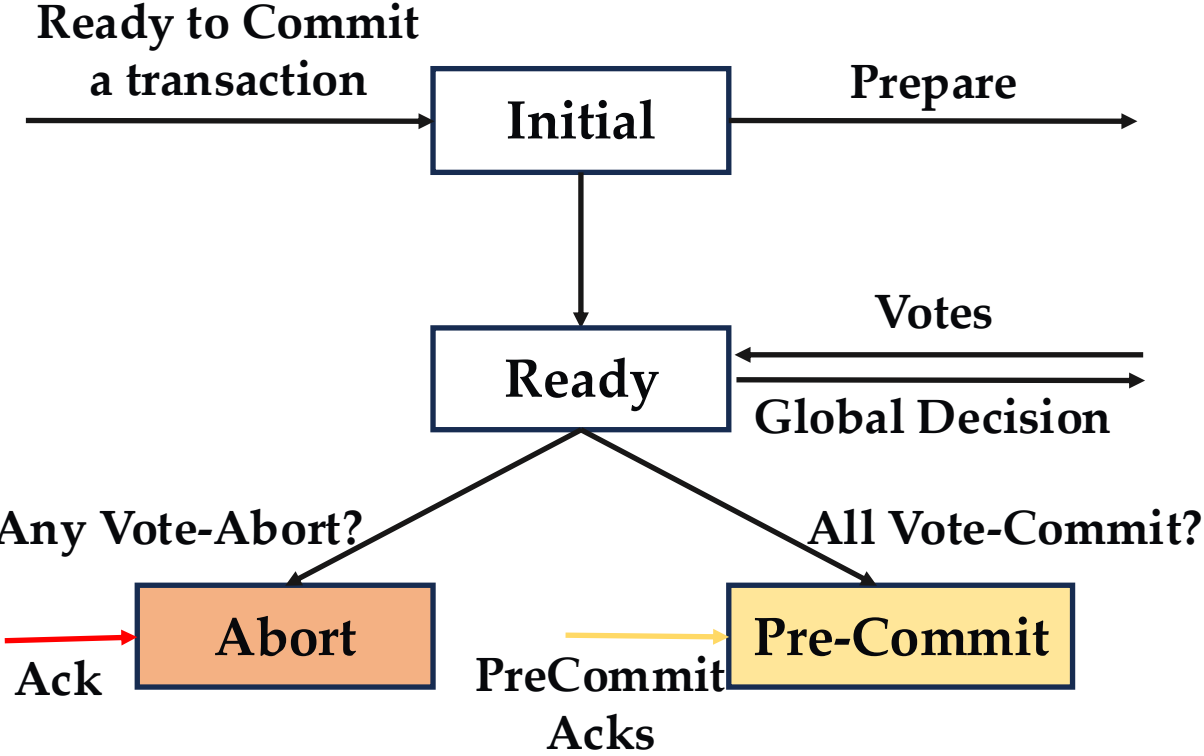 Ready to Commit
a transaction
Initial
Prepare
Votes
Ready
Global Decision
Any Vote-Abort?
All Vote-Commit?
Abort
Pre-Commit
Ack
PreCommit
Acks